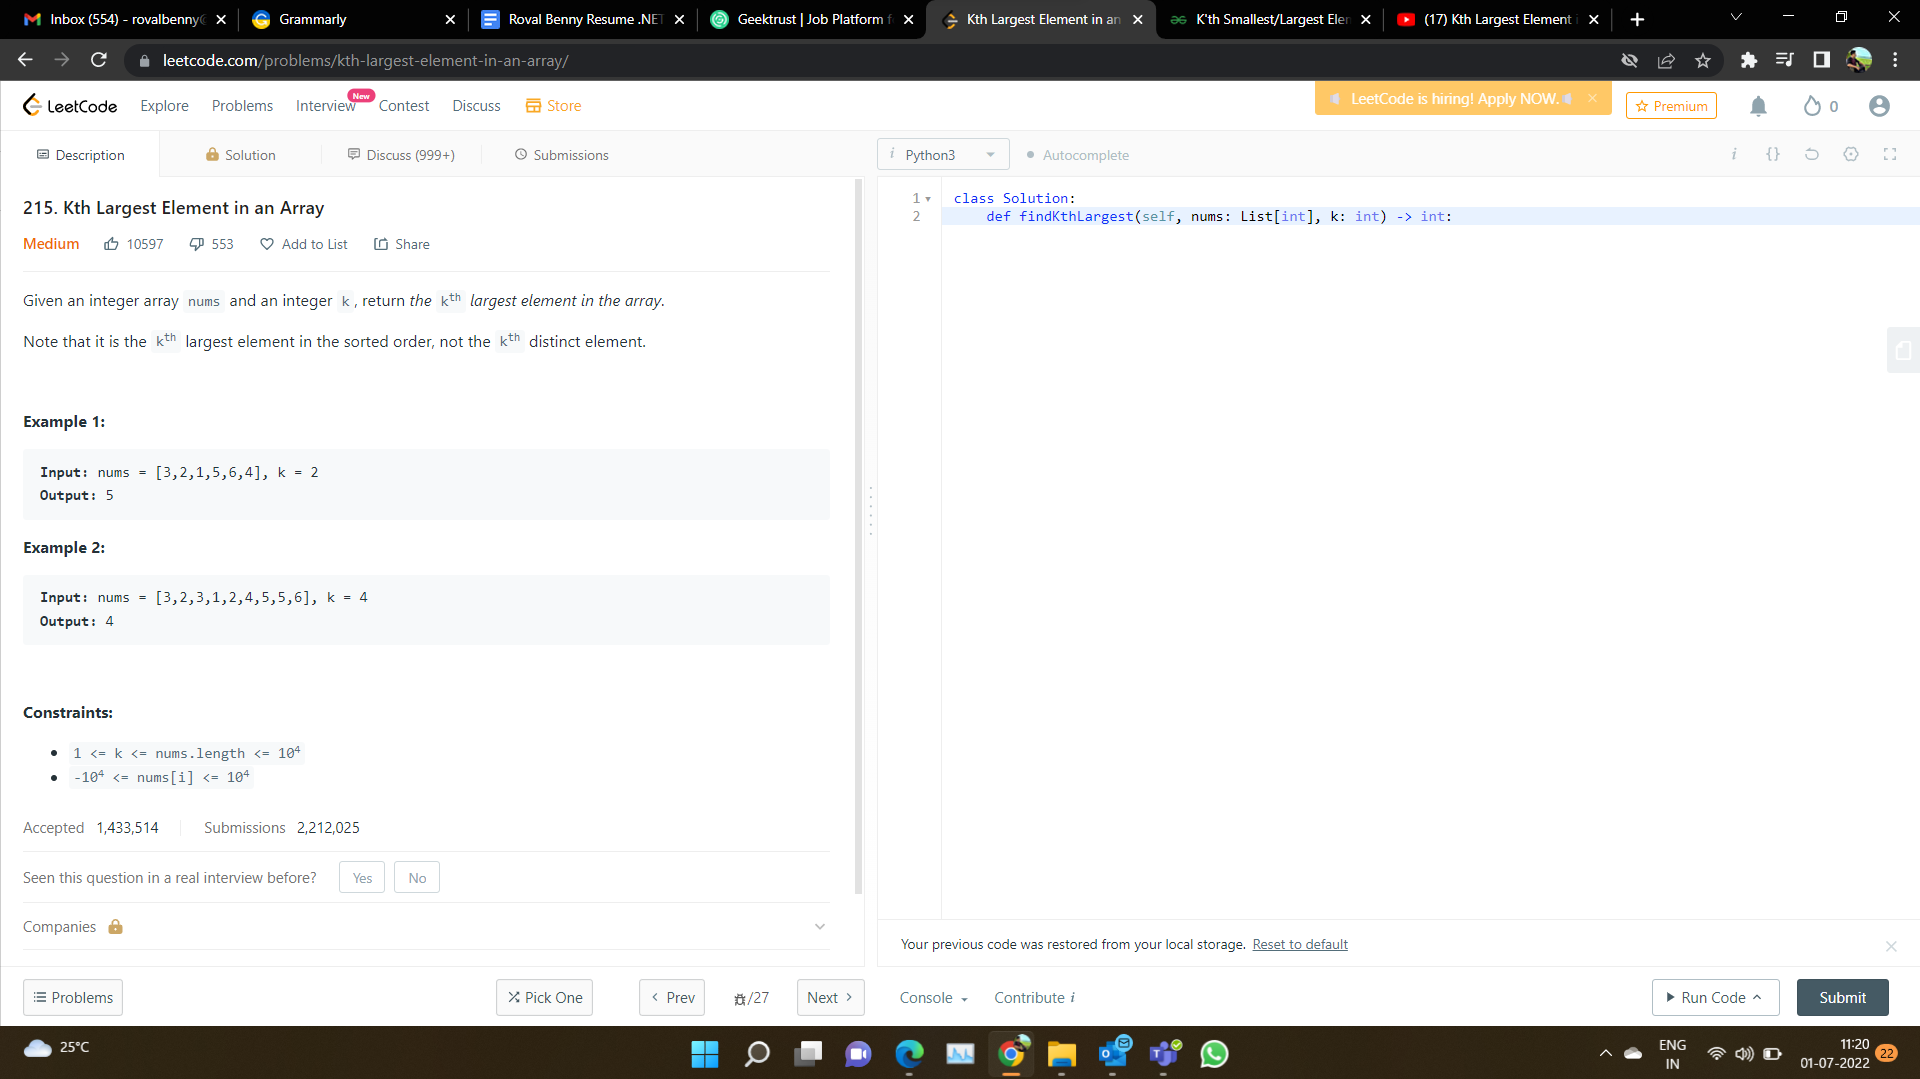 Inbox (554) - rovalbenny@
Grammarly
Roval Benny Resume .NET
Geektrust | Job Platform f
Kth Largest Element in an
K'th Smallest/Largest Eler
(17) Kth Largest Element i
leetcode.com/problems/kth-largest-element-in-an-array/
LeetCode
Explore
Problems
Interview
New
Contest
Discuss
Store
LeetCode is hiring! Apply NOW.
Premium
0
Description
Solution
Discuss (999+)
Submissions
i Python3
Autocomplete
i {}
215. Kth Largest Element in an Array
Medium 10597 553 Add to List Share
Given an integer array nums and an integer k, return the kth largest element in the array.
Note that it is the kth largest element in the sorted order, not the kth distinct element.
Example 1:
Input: nums = [3,2,1,5,6,4], k = 2
Output: 5
Example 2:
Input: nums = [3,2,3,1,2,4,5,5,6], k = 4
Output: 4
Constraints:
1 <= k <= nums.length <= 10⁴
-10⁴ <= nums[i] <= 10⁴
Accepted 1,433,514 Submissions 2,212,025
Seen this question in a real interview before? Yes No
Companies
1 class Solution:
2 def findKthLargest(self, nums: List[int], k: int) -> int:
Your previous code was restored from your local storage. Reset to default
Problems
Pick One
Prev
/27
Next
Console
Contribute i
Run Code
Submit
25°C
ENG
IN
11:20
01-07-2022
22